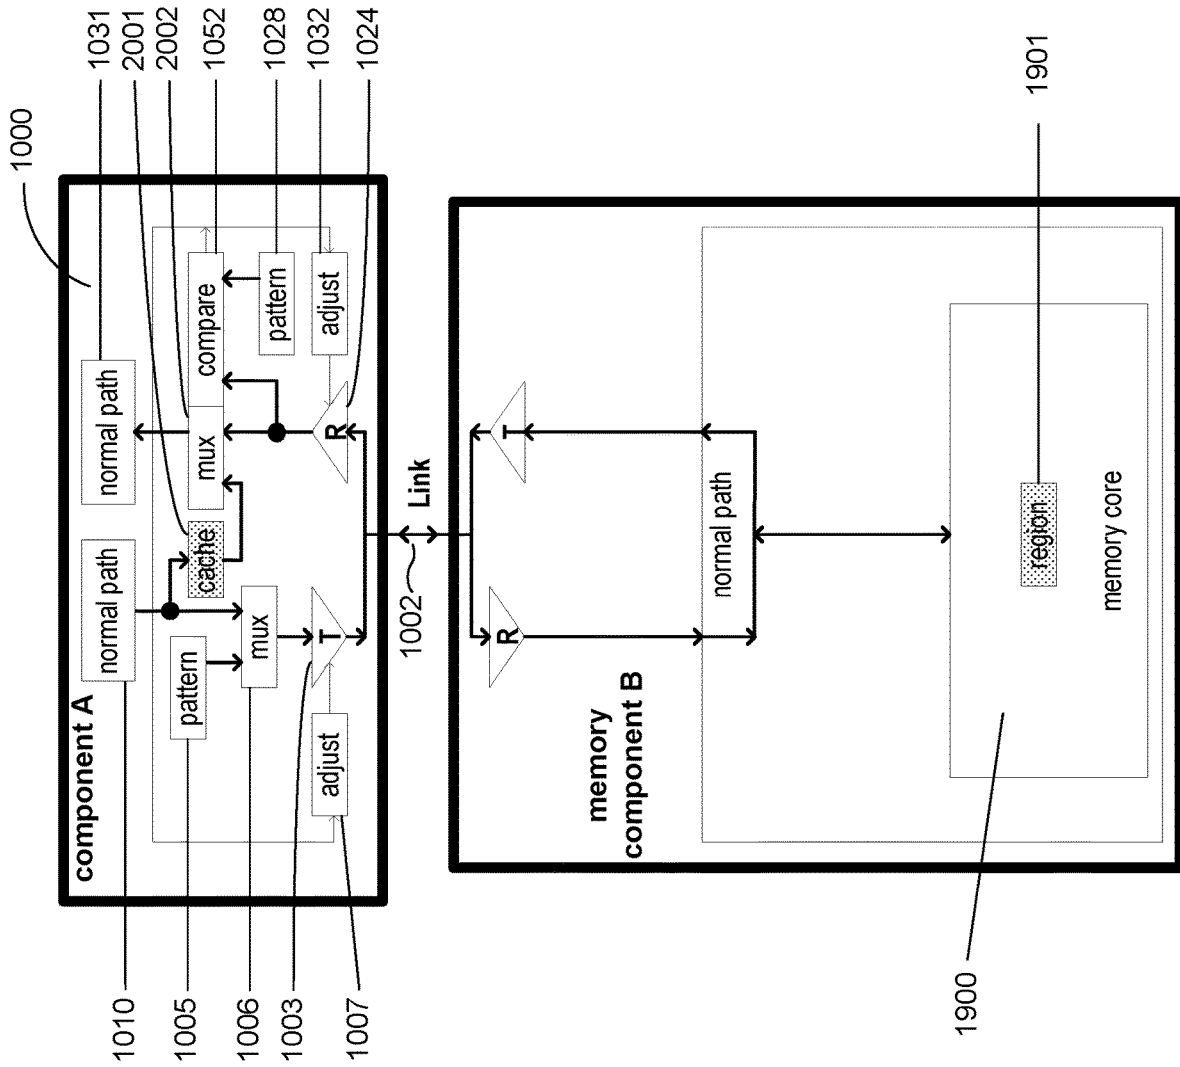 1000
1031
2001
2002
1052
1028
1032
1024
component A
normal path
normal path
cache
mux
compare
pattern
mux
pattern
adjust
adjust
T
R
1010
1005
1006
1003
1007
1002
Link
1901
R
T
memory
component B
normal path
region
memory core
1900